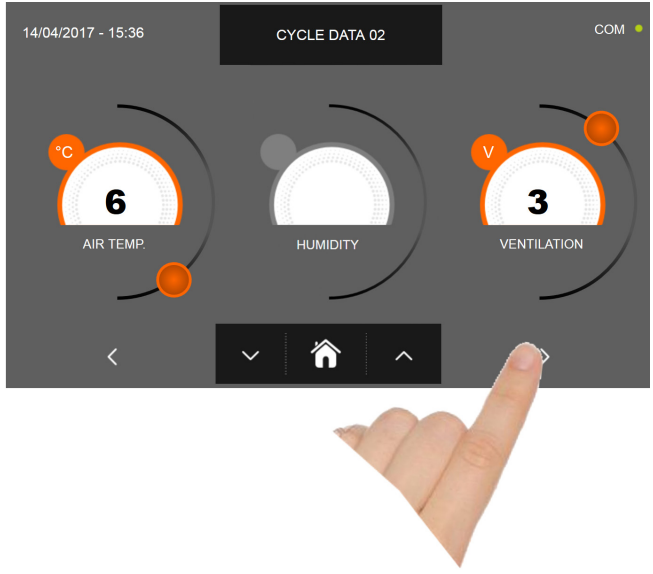 14/04/2017 - 15:36
CYCLE DATA 02
COM
°C
V
6
3
AIR TEMP.
HUMIDITY
VENTILATION